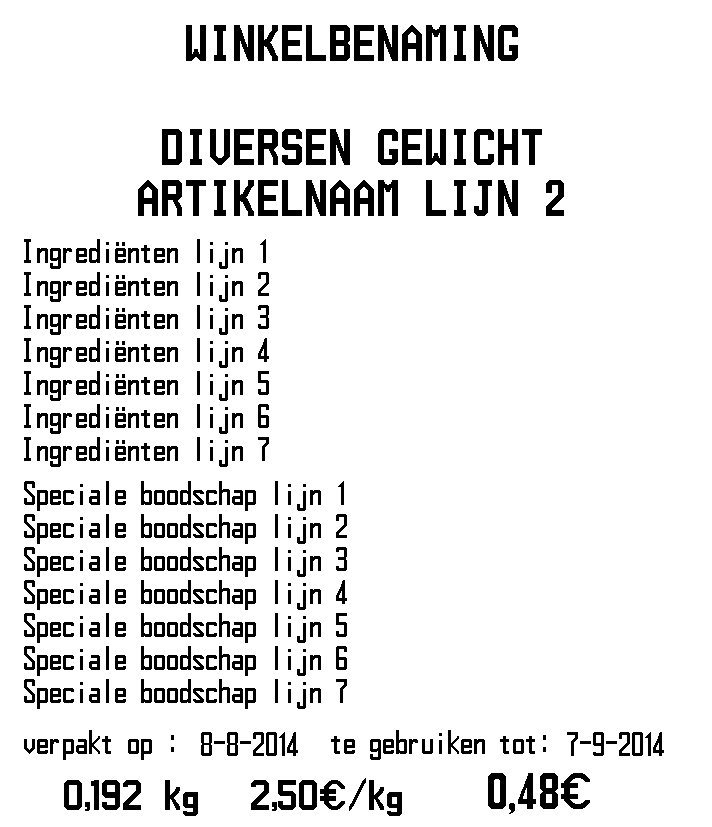 WINKELBENAMING
DIVERSEN GEWICHT
ARTIKELNAAM LIJN 2
Ingrediënten lijn 1
Ingrediënten lijn 2
Ingrediënten lijn 3
Ingrediënten lijn 4
Ingrediënten lijn 5
Ingrediënten lijn 6
Ingrediënten lijn 7
Speciale boodschap lijn 1
Speciale boodschap lijn 2
Speciale boodschap lijn 3
Speciale boodschap lijn 4
Speciale boodschap lijn 5
Speciale boodschap lijn 6
Speciale boodschap lijn 7
verpakt op : 8-8-2014 te gebruiken tot: 7-9-2014
0,192 kg 2,50€/kg 0,48€